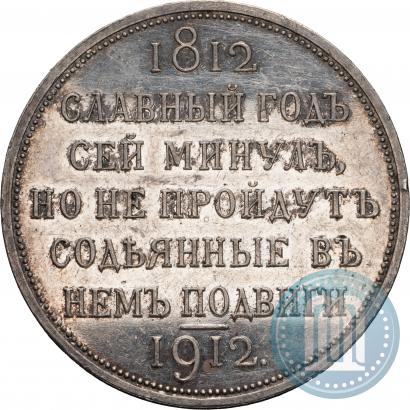 1812
СЛАВНЫЙ ГОДЪ
СЕЙ МИНУЛЪ,
НО НЕ ПРОЙДУТЪ
СОДѢЯННЫЕ ВЪ
НЕМЪ ПОДВИГИ
1912.